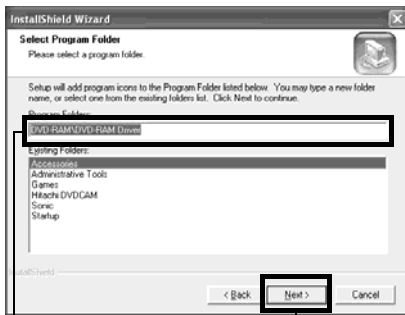 InstallShield Wizard
Select Program Folder
Please select a program folder.
Setup will add program icons to the Program Folder listed below. You may type a new folder
name, or select one from the existing folders list. Click Next to continue.
Program Folders:
DVD-RAM\DVD-RAM Driver
Existing Folders:
Accessories
Administrative Tools
Games
Hitachi DVDCAM
Sonic
Startup
InstallShield
< Back
Next >
Cancel